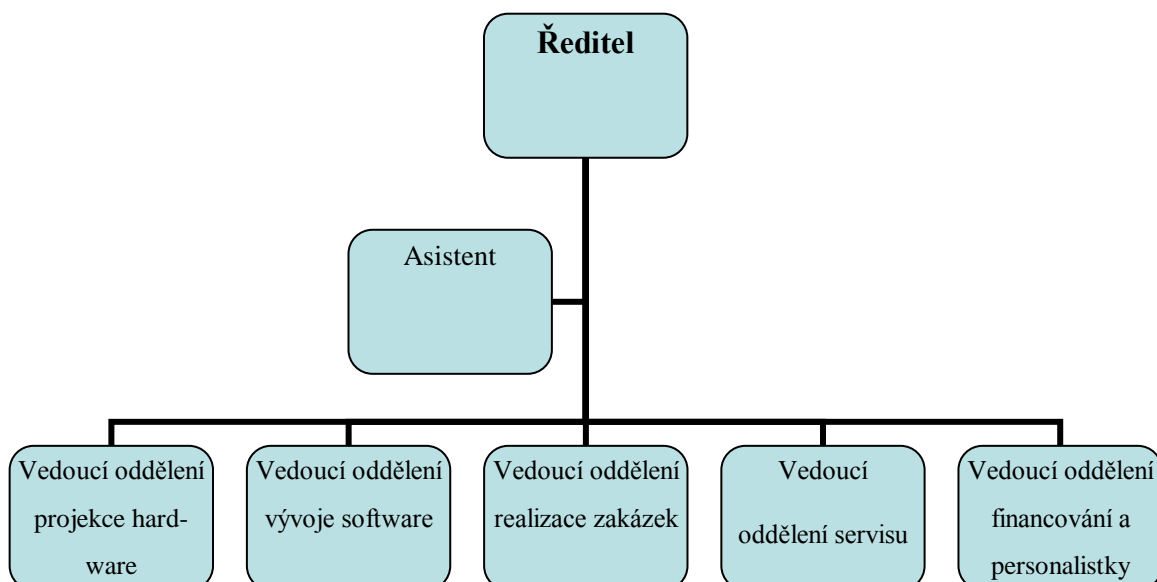 Ředitel
Asistent
Vedoucí oddělení
projekce hard-
ware
Vedoucí oddělení
vývoje software
Vedoucí oddělení
realizace zakázek
Vedoucí
oddělení servisu
Vedoucí oddělení
financování a
personalistky